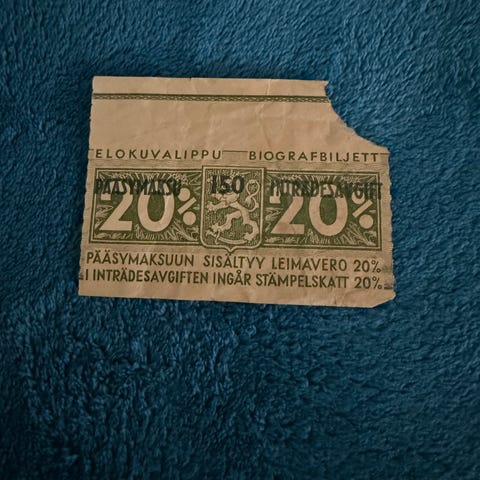 ELOKUVALIPPU BIOGRAFBILJETT
PÄÄSYMAKSU 150 INTRÄDESAVGIFT
20% 20%
PÄÄSYMAKSUUN SISÄLTYY LEIMAVERO 20%
I INTRÄDESAVGIFTEN INGÅR STÄMPELSKATT 20%